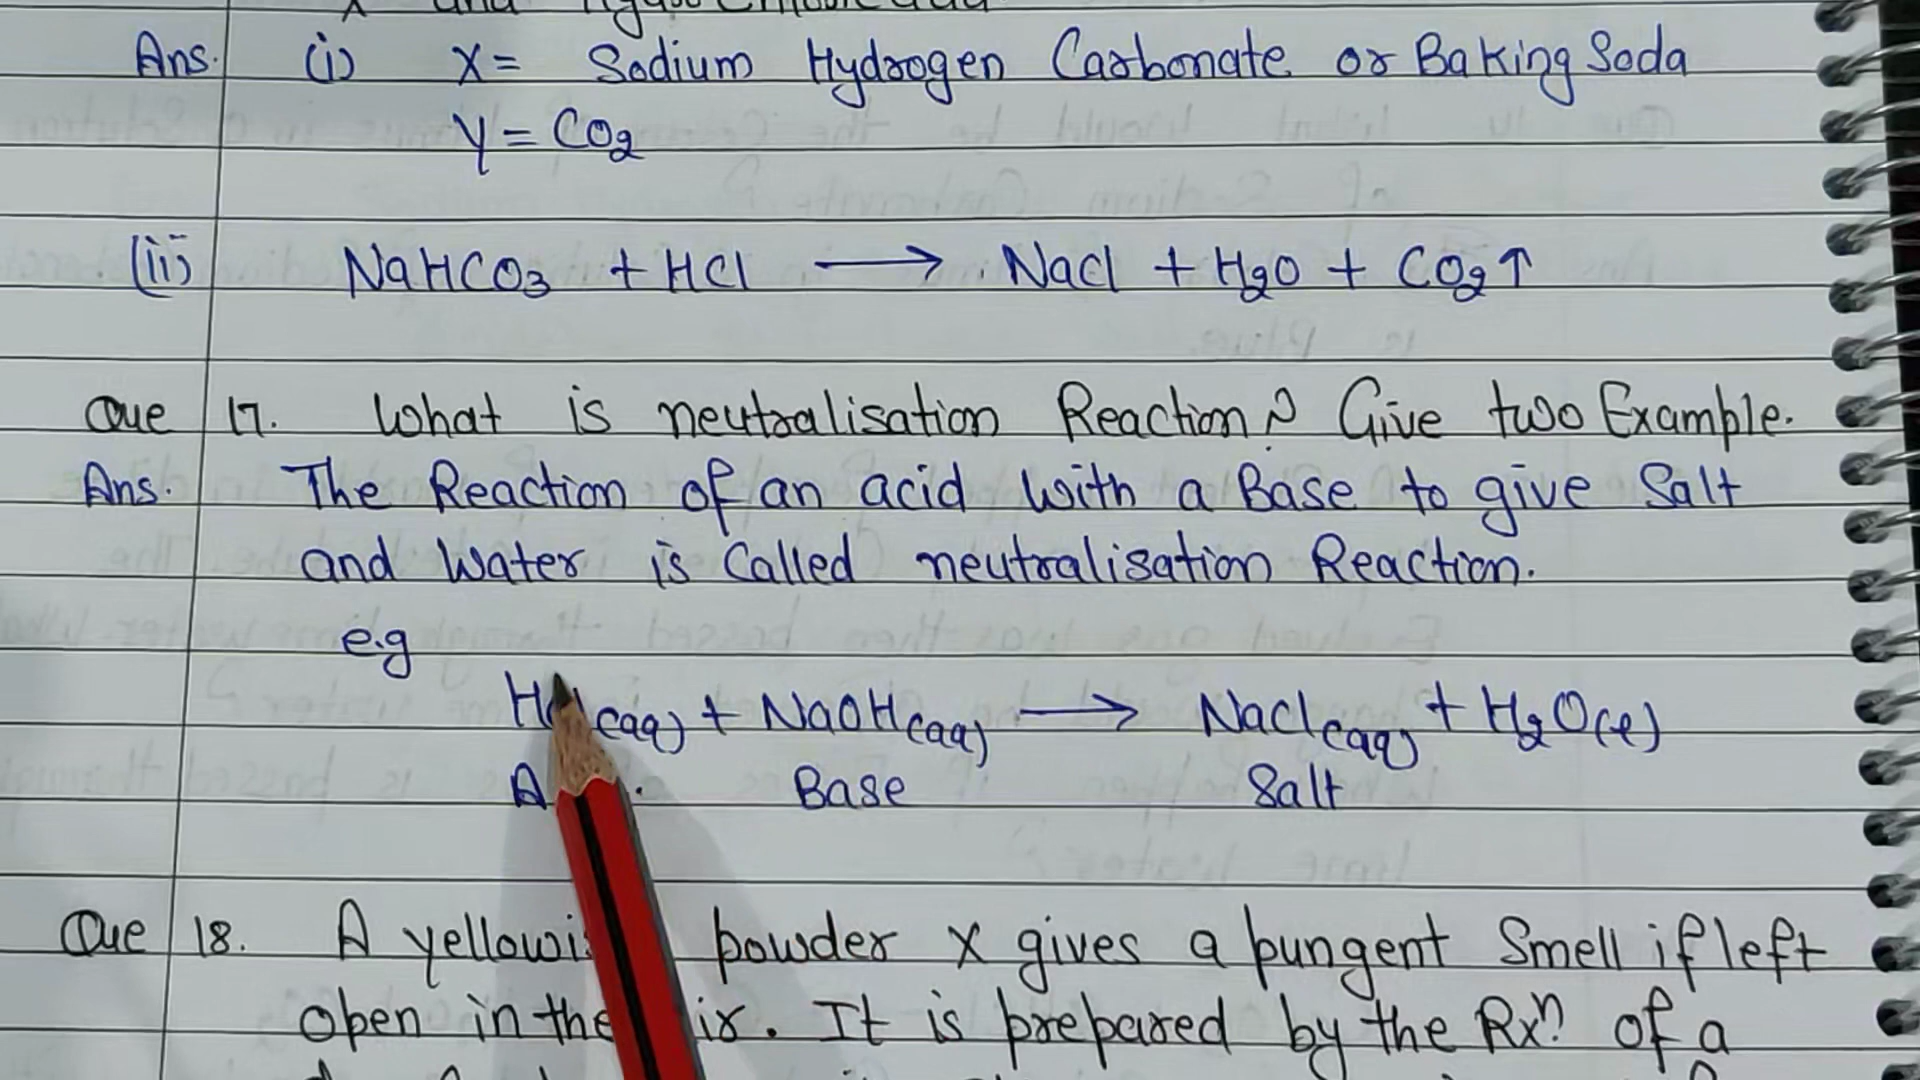 Ans. (i) X = Sodium Hydrogen Carbonate or Baking Soda
Y = CO2
(ii) NaHCO3 + HCl → Nacl + H2O + CO2↑
Que 17. What is neutralisation Reaction? Give two Example.
Ans. The Reaction of an acid with a Base to give Salt
and Water is Called neutralisation Reaction.
e.g
(aq) + NaOH(aq) → Nacl(aq) + H2O(l)
Base Salt
Que 18. A powder X gives a pungent Smell if left
open in the It is prepared by the Rxn of a